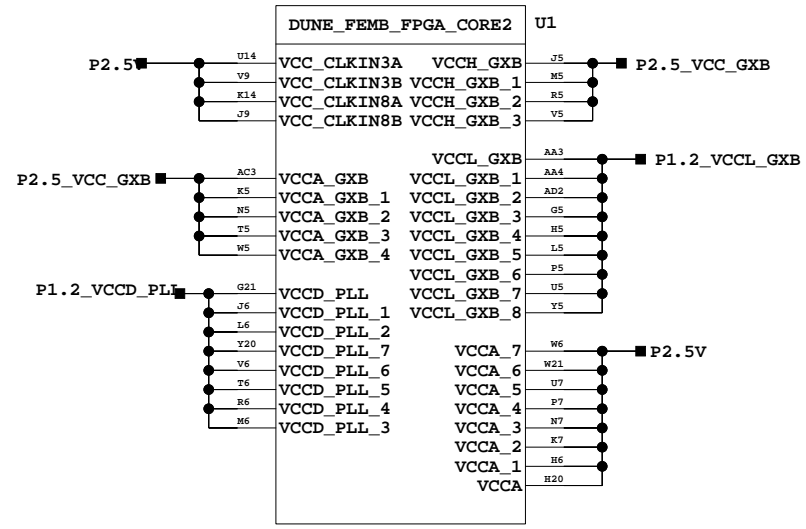 DUNE_FEMB_FPGA_CORE2 U1
P2.5V U14 VCC_CLKIN3A VCCH_GXB J5 P2.5_VCC_GXB
V9 VCC_CLKIN3B VCCH_GXB_1 M5
K14 VCC_CLKIN8A VCCH_GXB_2 R5
J9 VCC_CLKIN8B VCCH_GXB_3 V5
VCCL_GXB AA3 P1.2_VCCL_GXB
P2.5_VCC_GXB AC3 VCCA_GXB VCCL_GXB_1 AA4
K5 VCCA_GXB_1 VCCL_GXB_2 AD2
N5 VCCA_GXB_2 VCCL_GXB_3 G5
T5 VCCA_GXB_3 VCCL_GXB_4 H5
W5 VCCA_GXB_4 VCCL_GXB_5 L5
VCCL_GXB_6 P5
P1.2_VCCD_PLL G21 VCCD_PLL VCCL_GXB_7 U5
J6 VCCD_PLL_1 VCCL_GXB_8 Y5
L6 VCCD_PLL_2
Y20 VCCD_PLL_7 VCCA_7 W6 P2.5V
V6 VCCD_PLL_6 VCCA_6 W21
T6 VCCD_PLL_5 VCCA_5 U7
R6 VCCD_PLL_4 VCCA_4 P7
M6 VCCD_PLL_3 VCCA_3 N7
VCCA_2 K7
VCCA_1 H6
VCCA H20